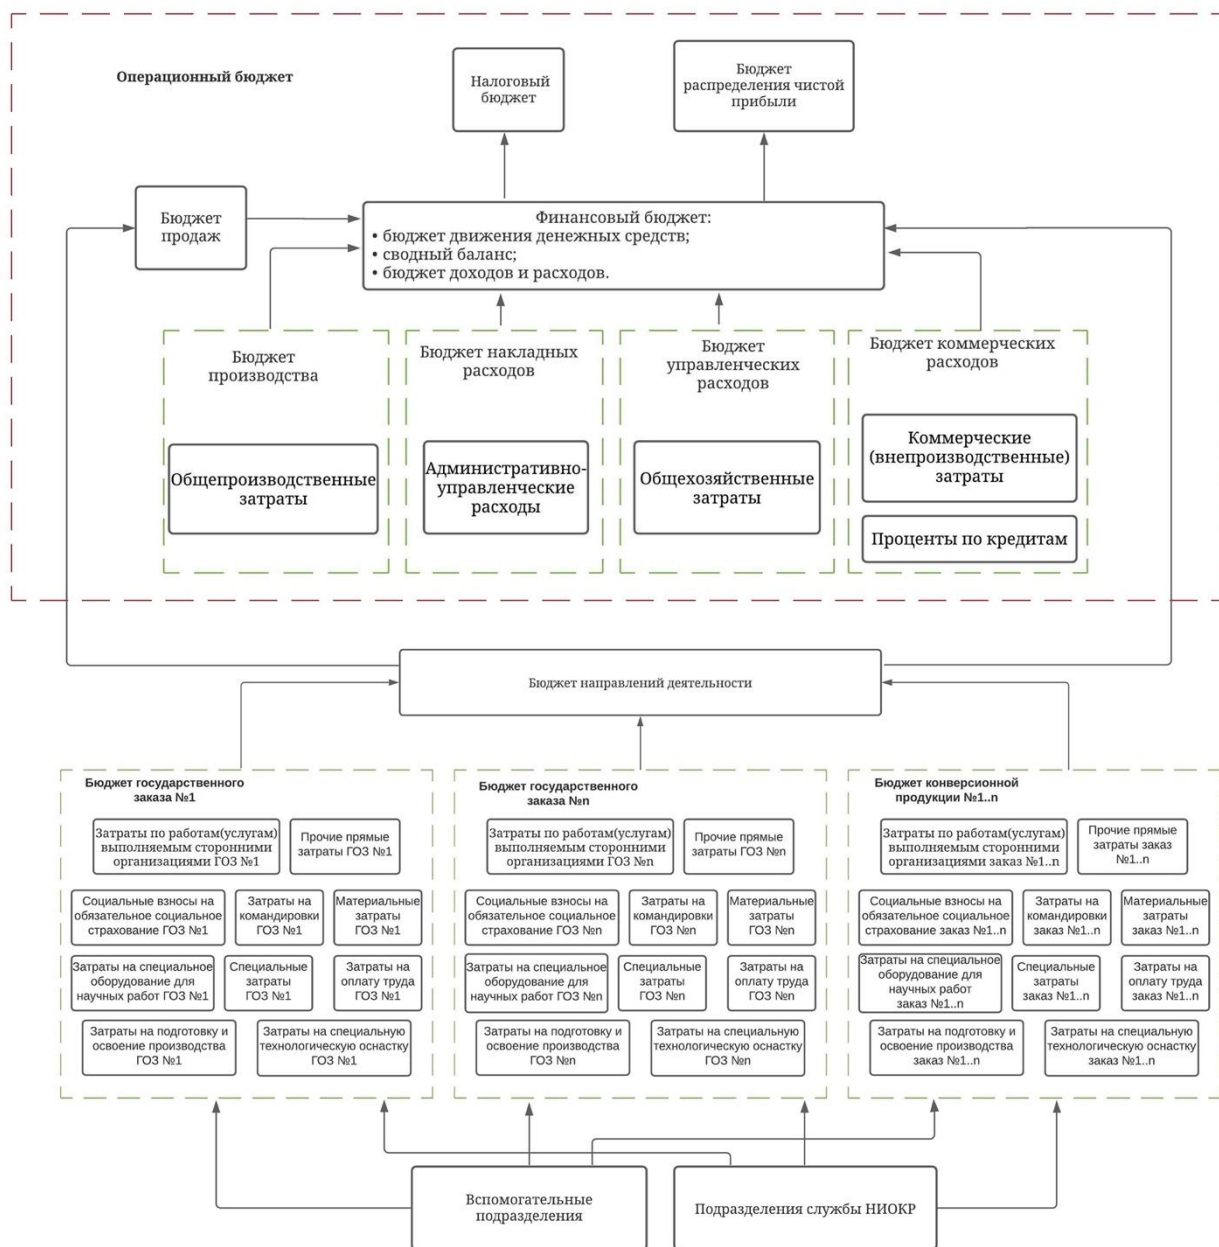 Операционный бюджет
Налоговый
бюджет
Бюджет
распределения чистой
прибыли
Бюджет
продаж
Финансовый бюджет:
• бюджет движения денежных средств;
• сводный баланс;
• бюджет доходов и расходов.
Бюджет
производства
Общепроизводственные
затраты
Бюджет накладных
расходов
Административно-
управленческие
расходы
Бюджет
управленческих
расходов
Общехозяйственные
затраты
Бюджет коммерческих
расходов
Коммерческие
(внепроизводственные)
затраты
Проценты по кредитам
Бюджет направлений деятельности
Бюджет государственного
заказа №1
Затраты по работам(услугам)
выполняемым сторонними
организациями ГОЗ №1
Прочие прямые
затраты ГОЗ №1
Социальные взносы на
обязательное социальное
страхование ГОЗ №1
Затраты на
командировки
ГОЗ №1
Материальные
затраты
ГОЗ №1
Затраты на специальное
оборудование для
научных работ ГОЗ №1
Специальные
затраты
ГОЗ №1
Затраты на
оплату труда
ГОЗ №1
Затраты на подготовку и
освоение производства
ГОЗ №1
Затраты на специальную
технологическую оснастку
ГОЗ №1
Бюджет государственного
заказа №n
Затраты по работам(услугам)
выполняемым сторонними
организациями ГОЗ №n
Прочие прямые
затраты ГОЗ №n
Социальные взносы на
обязательное социальное
страхование ГОЗ №n
Затраты на
командировки
ГОЗ №n
Материальные
затраты
ГОЗ №n
Затраты на специальное
оборудование для
научных работ ГОЗ №n
Специальные
затраты
ГОЗ №n
Затраты на
оплату труда
ГОЗ №n
Затраты на подготовку и
освоение производства
ГОЗ №n
Затраты на специальную
технологическую оснастку
ГОЗ №n
Бюджет конверсионной
продукции №1..n
Затраты по работам(услугам)
выполняемым сторонними
организациями заказ №1..n
Прочие прямые
затраты заказ
№1..n
Социальные взносы на
обязательное социальное
страхование заказ №1..n
Затраты на
командировки
заказ №1..n
Материальные
затраты
заказ №1..n
Затраты на специальное
оборудование для
научных работ
заказ №1..n
Специальные
затраты
заказ №1..n
Затраты на
оплату труда
заказ №1..n
Затраты на подготовку и
освоение производства
заказ №1..n
Затраты на специальную
технологическую оснастку
заказ №1..n
Вспомогательные
подразделения
Подразделения службы НИОКР